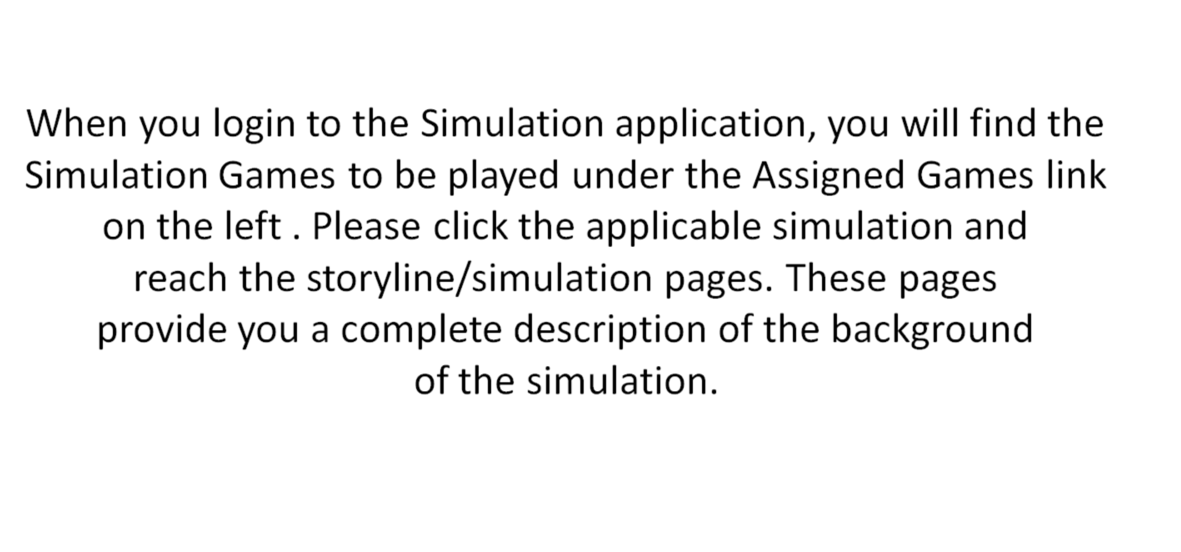 When you login to the Simulation application, you will find the
Simulation Games to be played under the Assigned Games link
on the left . Please click the applicable simulation and
reach the storyline/simulation pages. These pages
provide you a complete description of the background
of the simulation.